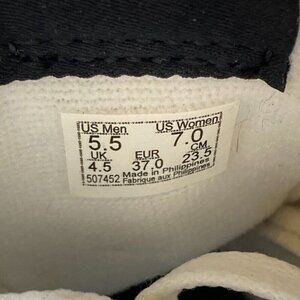 US Men US Women
5.5 7.0
UK EUR CM
4.5 37.0 23.5
507452 Made in Philippines
Fabrique aux Philippines